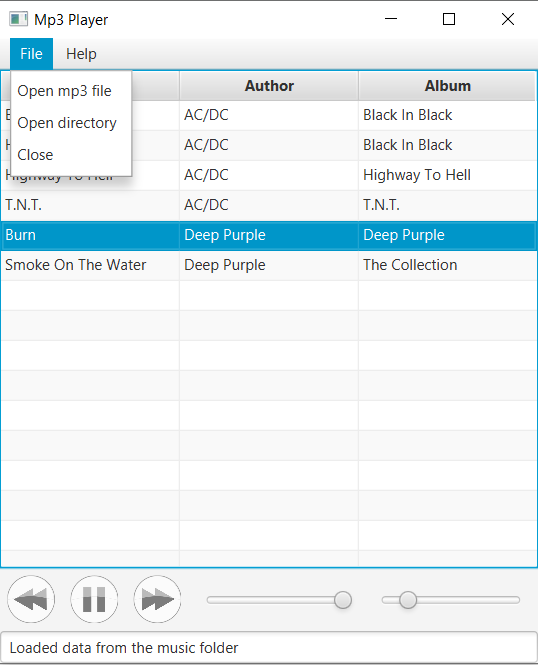 Mp3 Player
File Help
Author Album
Open mp3 file
AC/DC Black In Black
Open directory
AC/DC Black In Black
Close
Highway To Hell AC/DC Highway To Hell
T.N.T. AC/DC T.N.T.
Burn Deep Purple Deep Purple
Smoke On The Water Deep Purple The Collection
Loaded data from the music folder